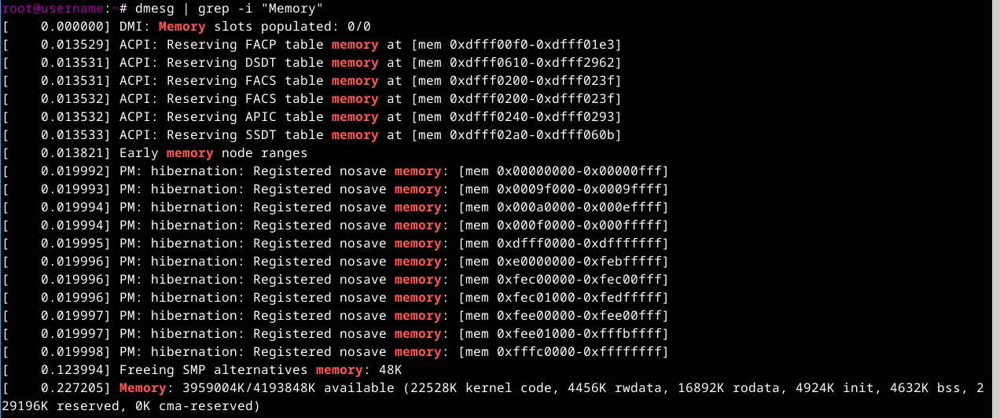 root@username:~# dmesg | grep -i "Memory"
[    0.000000] DMI: Memory slots populated: 0/0
[    0.013529] ACPI: Reserving FACP table memory at [mem 0xdfff00f0-0xdfff01e3]
[    0.013531] ACPI: Reserving DSDT table memory at [mem 0xdfff0610-0xdfff2962]
[    0.013531] ACPI: Reserving FACS table memory at [mem 0xdfff0200-0xdfff023f]
[    0.013532] ACPI: Reserving FACS table memory at [mem 0xdfff0200-0xdfff023f]
[    0.013532] ACPI: Reserving APIC table memory at [mem 0xdfff0240-0xdfff0293]
[    0.013533] ACPI: Reserving SSDT table memory at [mem 0xdfff02a0-0xdfff060b]
[    0.013821] Early memory node ranges
[    0.019992] PM: hibernation: Registered nosave memory: [mem 0x00000000-0x00000fff]
[    0.019993] PM: hibernation: Registered nosave memory: [mem 0x0009f000-0x0009ffff]
[    0.019994] PM: hibernation: Registered nosave memory: [mem 0x000a0000-0x000effff]
[    0.019994] PM: hibernation: Registered nosave memory: [mem 0x000f0000-0x000fffff]
[    0.019995] PM: hibernation: Registered nosave memory: [mem 0xdfff0000-0xdfffffff]
[    0.019996] PM: hibernation: Registered nosave memory: [mem 0xe0000000-0xfebfffff]
[    0.019996] PM: hibernation: Registered nosave memory: [mem 0xfec00000-0xfec00fff]
[    0.019996] PM: hibernation: Registered nosave memory: [mem 0xfec01000-0xfedfffff]
[    0.019997] PM: hibernation: Registered nosave memory: [mem 0xfee00000-0xfee00fff]
[    0.019997] PM: hibernation: Registered nosave memory: [mem 0xfee01000-0xfffbffff]
[    0.019998] PM: hibernation: Registered nosave memory: [mem 0xfffc0000-0xffffffff]
[    0.123994] Freeing SMP alternatives memory: 48K
[    0.227205] Memory: 3959004K/4193848K available (22528K kernel code, 4456K rwdata, 16892K rodata, 4924K init, 4632K bss, 2
29196K reserved, 0K cma-reserved)